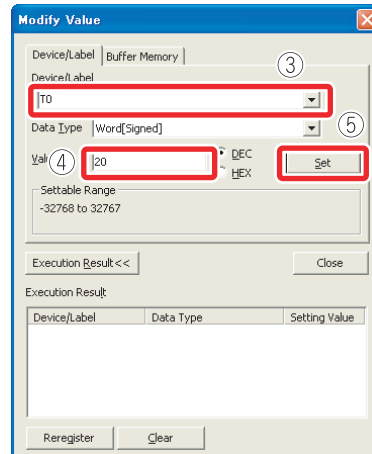 Modify Value
Device/Label Buffer Memory
③
Device/Label
T0
Data Type Word[Signed]
⑤
④ 20 DEC Set
HEX
Settable Range
-32768 to 32767
Execution Result<< Close
Execution Result
Device/Label Data Type Setting Value
Reregister Clear